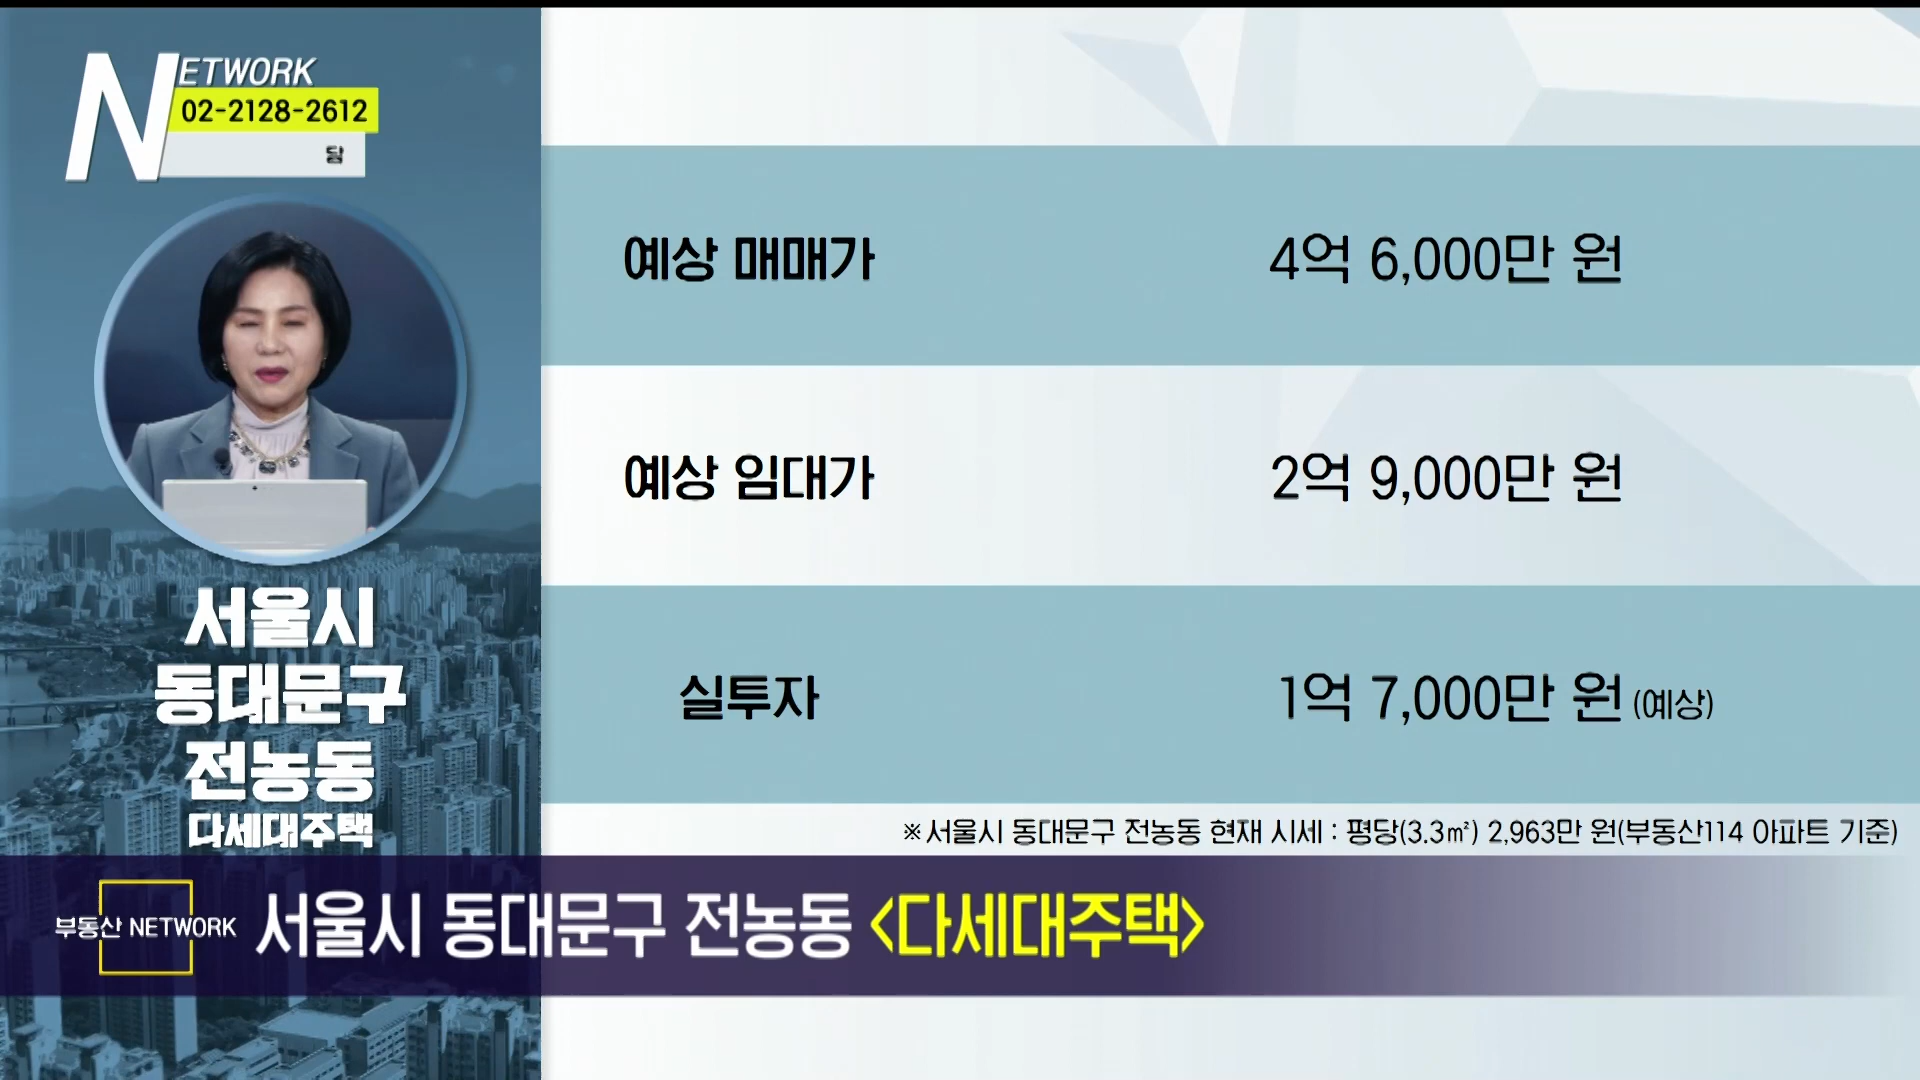 NETWORK
02-2128-2612
담
예상 매매가 4억 6,000만 원
예상 임대가 2억 9,000만 원
실투자 1억 7,000만 원 (예상)
※서울시 동대문구 전농동 현재 시세 : 평당(3.3㎡) 2,963만 원(부동산114 아파트 기준)
서울시
동대문구
전농동
다세대주택
부동산 NETWORK
서울시 동대문구 전농동 <다세대주택>